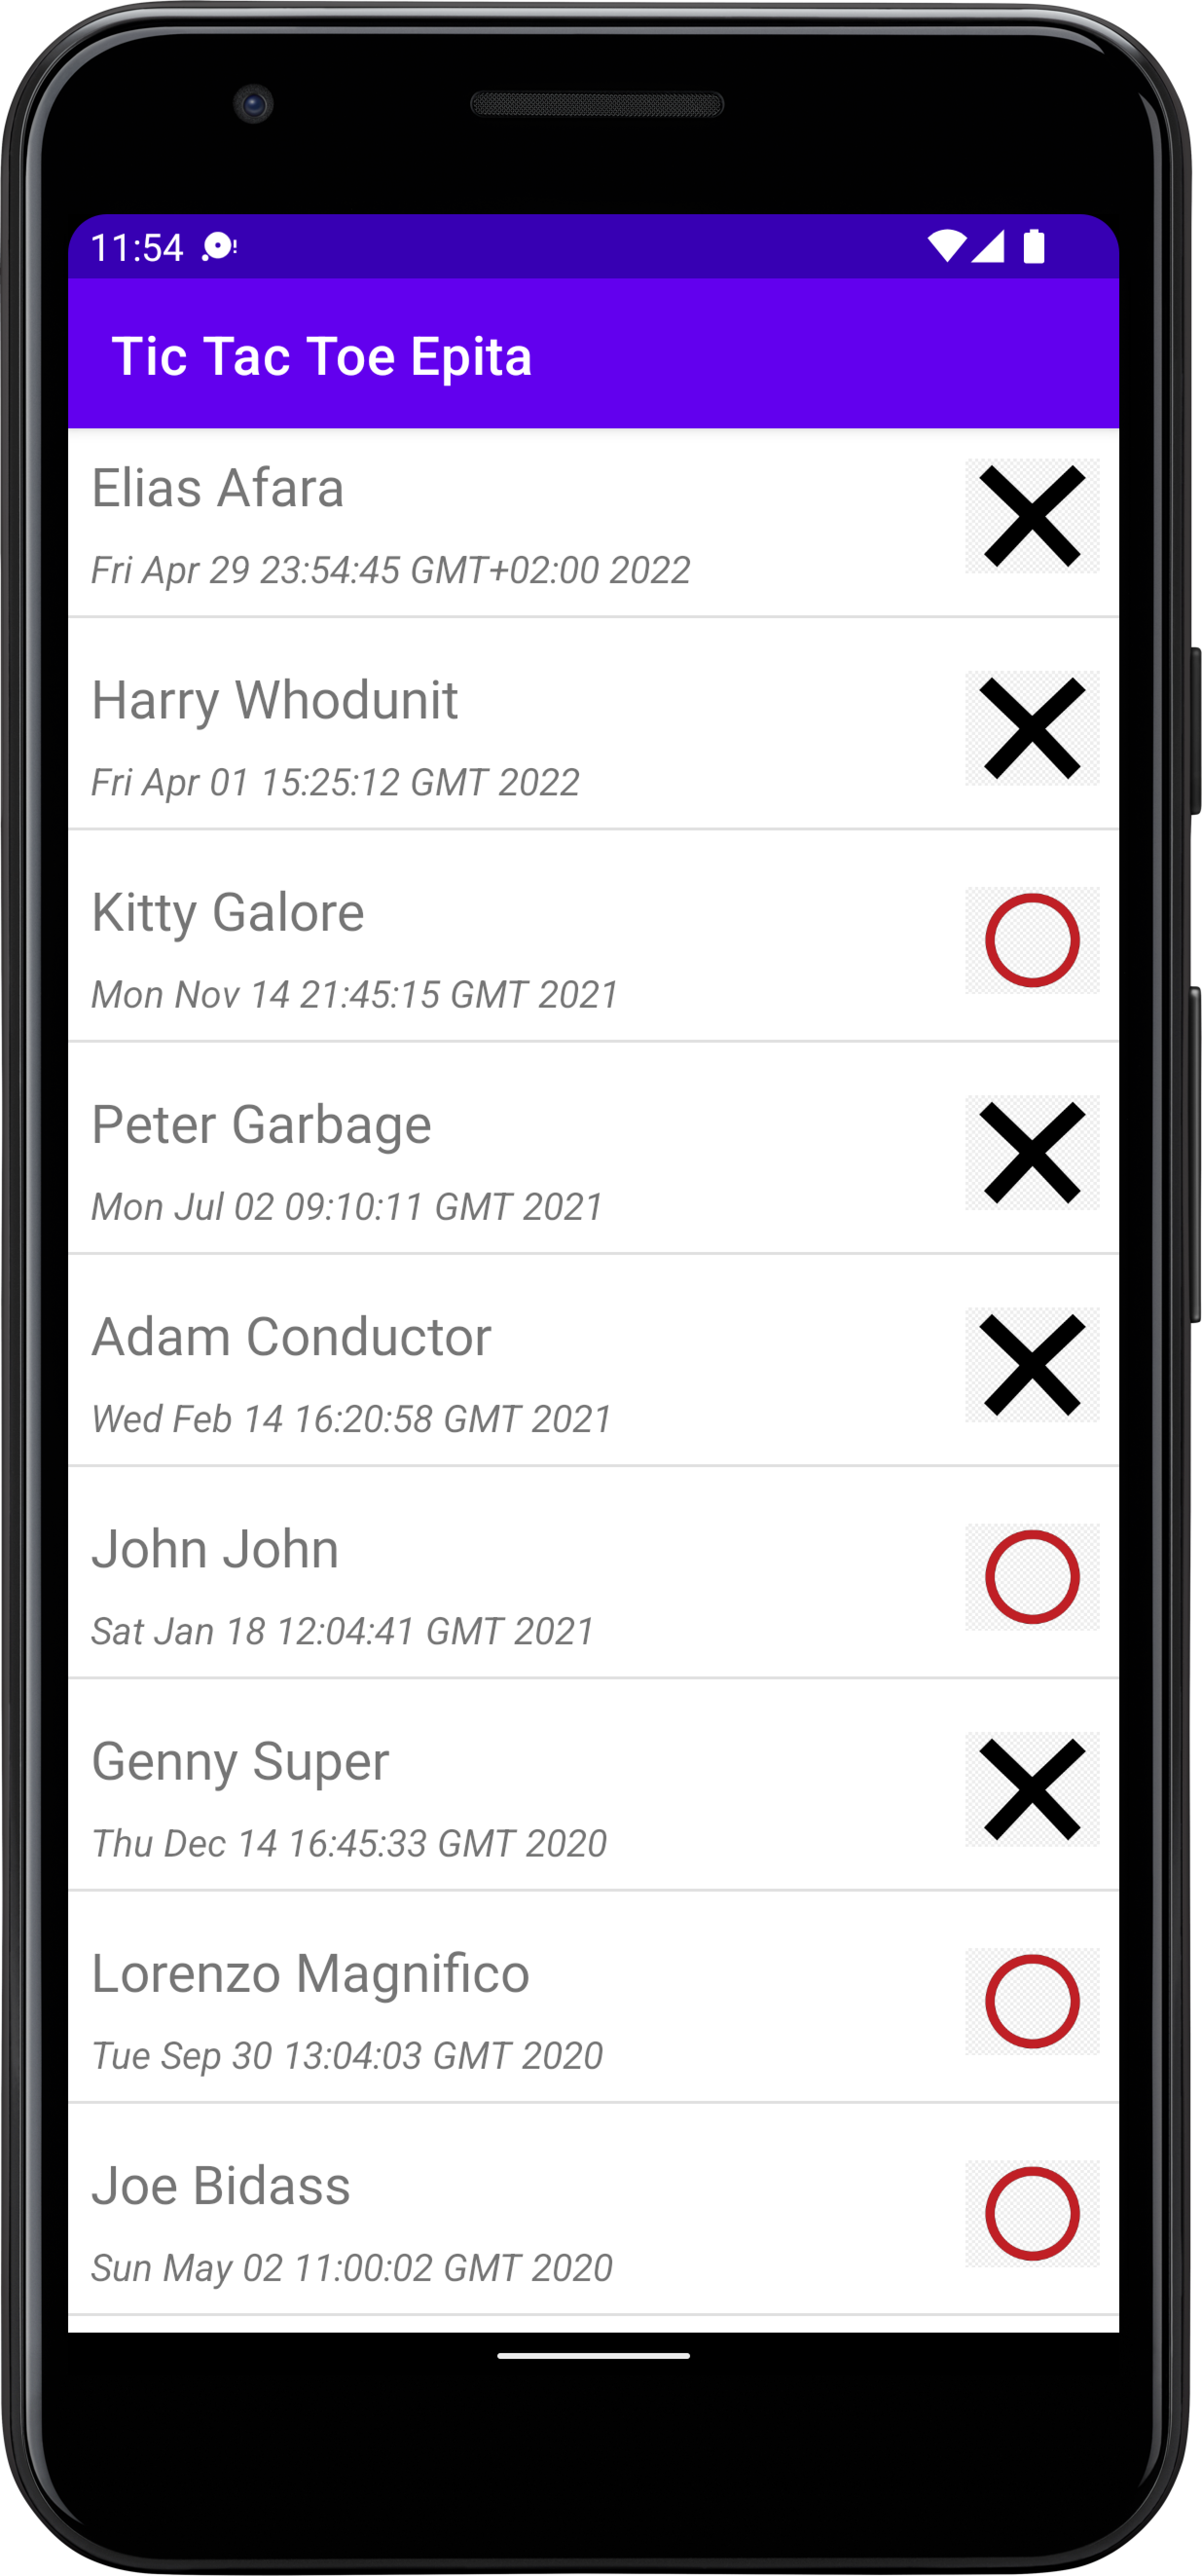 11:54
Tic Tac Toe Epita
Elias Afara
Fri Apr 29 23:54:45 GMT+02:00 2022
Harry Whodunit
Fri Apr 01 15:25:12 GMT 2022
Kitty Galore
Mon Nov 14 21:45:15 GMT 2021
Peter Garbage
Mon Jul 02 09:10:11 GMT 2021
Adam Conductor
Wed Feb 14 16:20:58 GMT 2021
John John
Sat Jan 18 12:04:41 GMT 2021
Genny Super
Thu Dec 14 16:45:33 GMT 2020
Lorenzo Magnifico
Tue Sep 30 13:04:03 GMT 2020
Joe Bidass
Sun May 02 11:00:02 GMT 2020